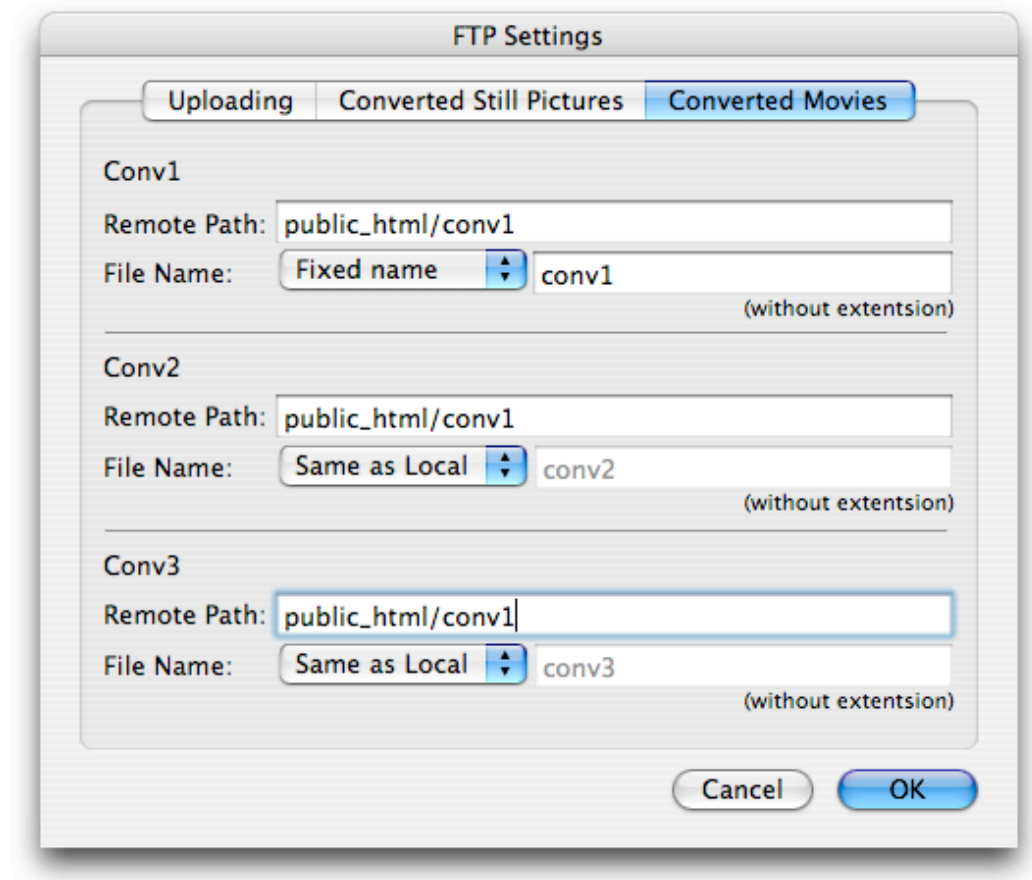 FTP Settings
Uploading Converted Still Pictures Converted Movies
Conv1
Remote Path: public_html/conv1
File Name: Fixed name conv1
(without extentsion)
Conv2
Remote Path: public_html/conv1
File Name: Same as Local conv2
(without extentsion)
Conv3
Remote Path: public_html/conv1
File Name: Same as Local conv3
(without extentsion)
Cancel OK